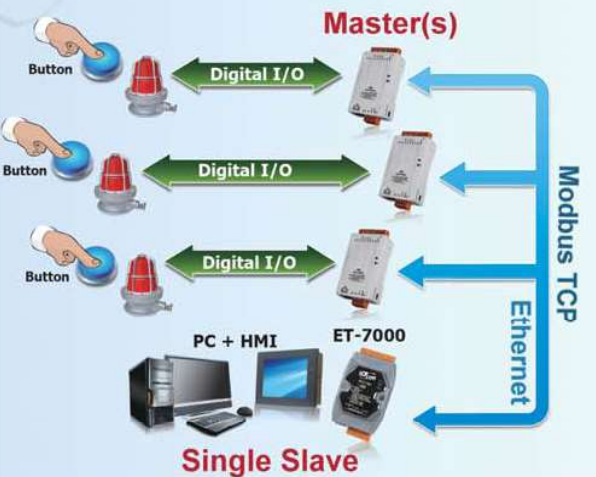 Master(s)
Button
Digital I/O
Button
Digital I/O
Button
Digital I/O
Modbus TCP
Ethernet
PC + HMI
ET-7000
Single Slave